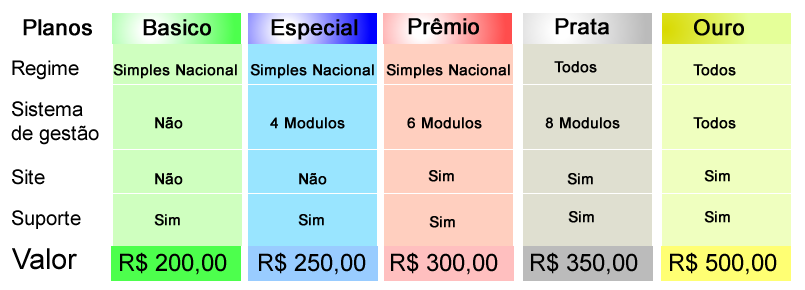 Planos Basico Especial Prêmio Prata Ouro
Regime Simples Nacional Simples Nacional Simples Nacional Todos Todos
Sistema
de gestão Não 4 Modulos 6 Modulos 8 Modulos Todos
Site Não Não Sim Sim Sim
Suporte Sim Sim Sim Sim Sim
Valor R$ 200,00 R$ 250,00 R$ 300,00 R$ 350,00 R$ 500,00